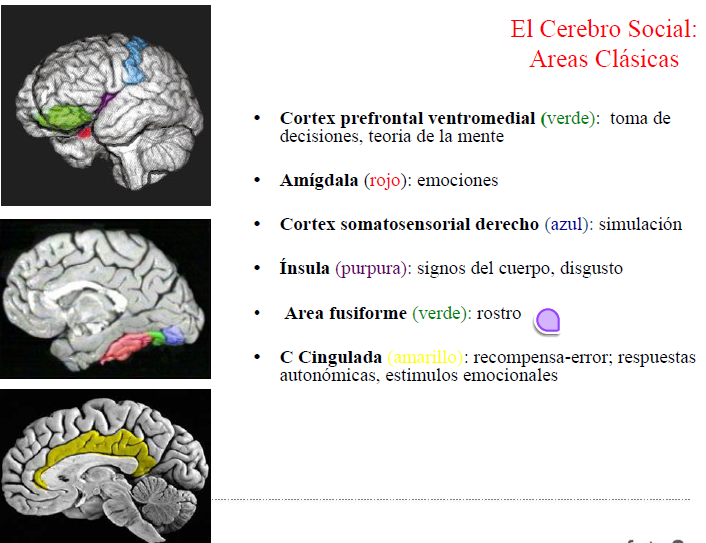 El Cerebro Social:
Areas Clásicas
• Cortex prefrontal ventromedial (verde): toma de
decisiones, teoria de la mente
• Amígdala (rojo): emociones
• Cortex somatosensorial derecho (azul): simulación
• Ínsula (purpura): signos del cuerpo, disgusto
• Area fusiforme (verde): rostro
• C Cingulada (amarillo): recompensa-error; respuestas
autonómicas, estimulos emocionales